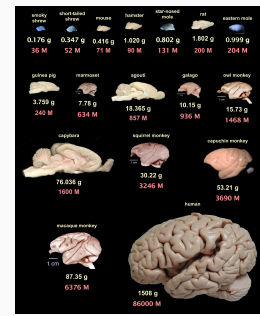 smoky shrew
short-tailed shrew
mouse
hamster
star-nosed mole
rat
eastern mole
0.176 g
0.347 g
0.416 g
1.020 g
0.802 g
1.802 g
0.999 g
36 M
52 M
71 M
90 M
131 M
200 M
204 M
guinea pig
marmoset
agouti
galago
owl monkey
3.759 g
7.78 g
18.365 g
10.15 g
15.73 g
240 M
634 M
857 M
936 M
1468 M
capybara
squirrel monkey
capuchin monkey
76.036 g
30.22 g
53.21 g
1600 M
3246 M
3690 M
human
macaque monkey
1 cm
87.35 g
6376 M
1508 g
86000 M